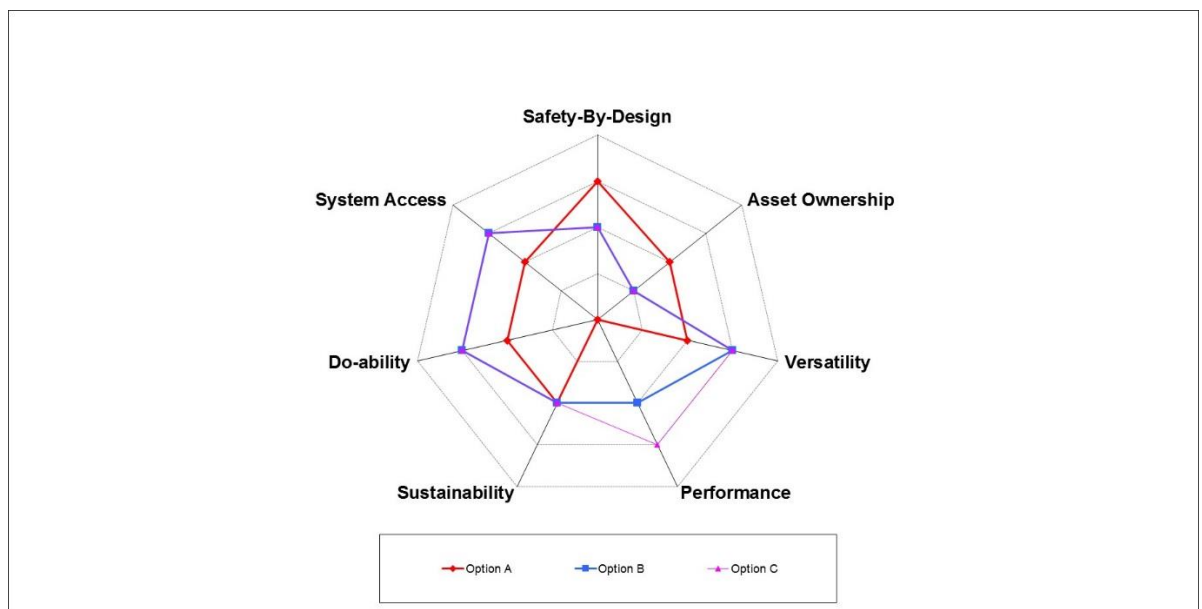 Safety-By-Design
System Access
Asset Ownership
Do-ability
Versatility
Sustainability
Performance
Option A
Option B
Option C